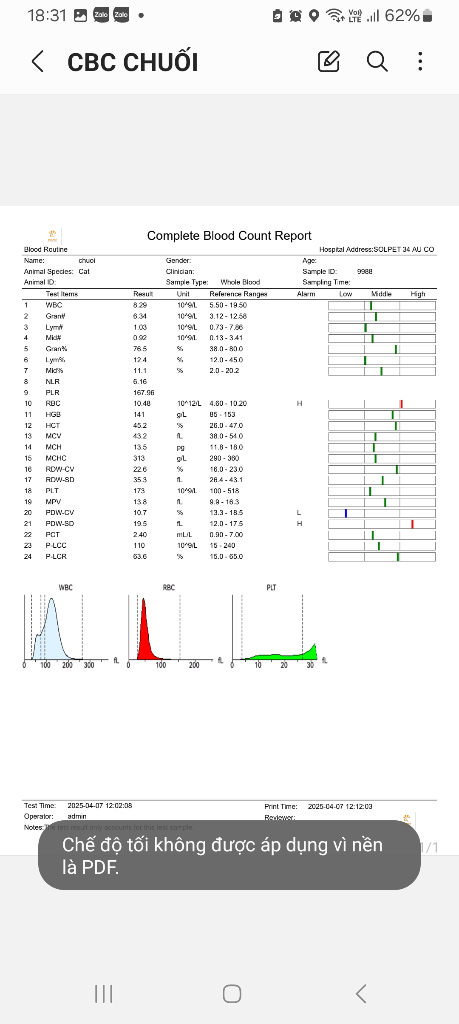 18:31 Zalo Zalo • Vo)) LTE 62%
CBC CHUỐI
Complete Blood Count Report
Blood Routine Hospital Address:SOLPET 34 AU CO
Name: chuoi Gender: Age:
Animal Species: Cat Clinician: Sample ID: 9988
Animal ID: Sample Type: Whole Blood Sampling Time:
Test Items Result Unit Reference Ranges Alarm Low Middle High
1 WBC 8.29 10^9/L 5.50 - 19.50
2 Gran# 6.34 10^9/L 3.12 - 12.58
3 Lym# 1.03 10^9/L 0.73 - 7.86
4 Mid# 0.92 10^9/L 0.13 - 3.41
5 Gran% 76.5 % 38.0 - 80.0
6 Lym% 12.4 % 12.0 - 45.0
7 Mid% 11.1 % 2.0 - 20.2
8 NLR 6.16
9 PLR 167.96
10 RBC 10.48 10^12/L 4.60 - 10.20 H
11 HGB 141 g/L 85 - 153
12 HCT 45.2 % 26.0 - 47.0
13 MCV 43.2 fL 38.0 - 54.0
14 MCH 13.5 pg 11.8 - 18.0
15 MCHC 313 g/L 290 - 360
16 RDW-CV 22.6 % 16.0 - 23.0
17 RDW-SD 35.3 fL 26.4 - 43.1
18 PLT 173 10^9/L 100 - 518
19 MPV 13.8 fL 9.9 - 16.3
20 PDW-CV 10.7 % 13.3 - 18.5 L
21 PDW-SD 19.5 fL 12.0 - 17.5 H
22 PCT 2.40 mL/L 0.90 - 7.00
23 P-LCC 110 10^9/L 15 - 240
24 P-LCR 63.6 % 15.0 - 65.0
WBC RBC PLT
0 100 200 300 fL 0 100 200 fL 0 10 20 30 fL
Test Time: 2025-04-07 12:02:08 Print Time: 2025-04-07 12:12:03
Operator: admin Reviewer:
Notes:The test result only accounts for this test sample
1/1
Chế độ tối không được áp dụng vì nền
là PDF.